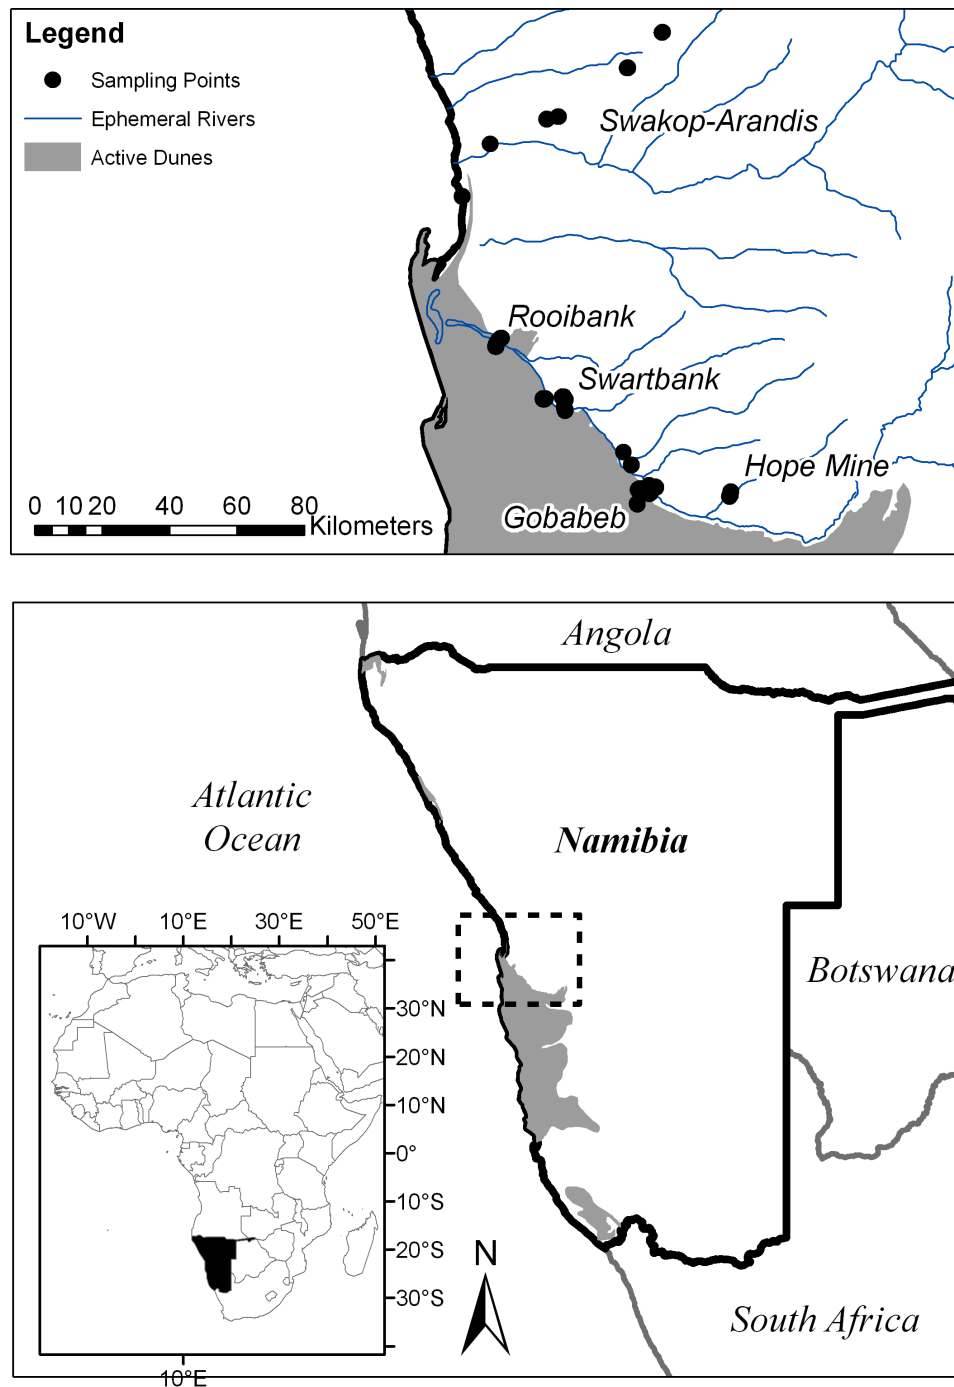 Legend
Sampling Points
Ephemeral Rivers
Active Dunes
Swakop-Arandis
Rooibank
Swartbank
Hope Mine
Gobabeb
0 10 20 40 60 80
Kilometers
Angola
Atlantic
Ocean
Namibia
Botswana
South Africa
10°W 10°E 30°E 50°E
30°N
20°N
10°N
0°
10°S
20°S
30°S
10°E
N